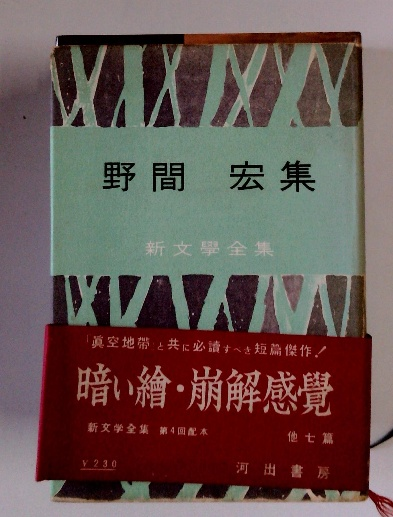 野間 宏集
新文學全集
「眞空地帶」と共に必讀すべき短篇傑作!
暗い繪・崩解感覺
新文学全集 第4回配本 他七篇
¥230 河出書房